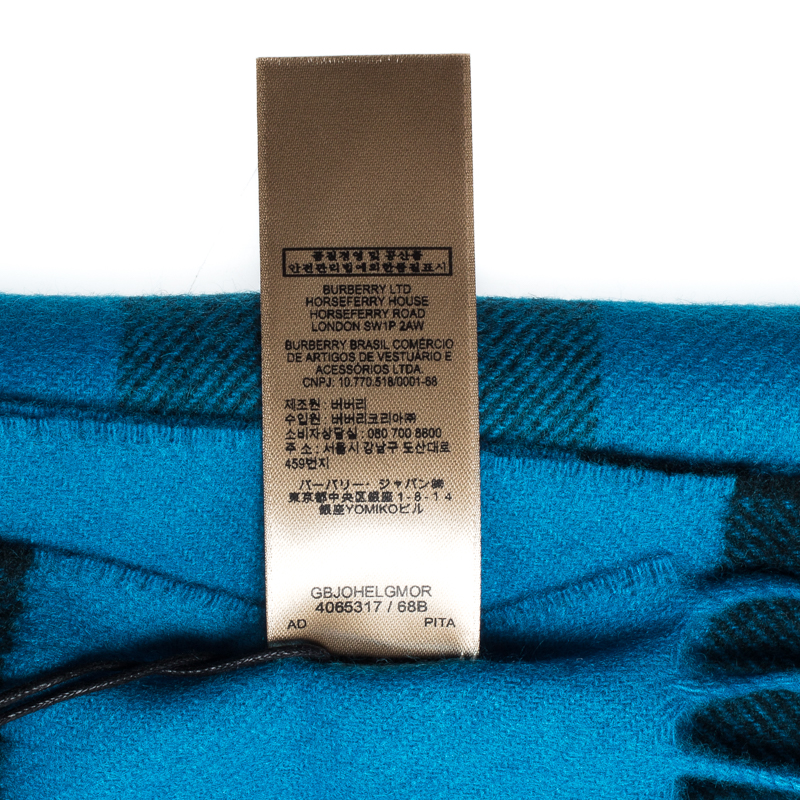 품질경영 및 공산품
안전관리법에의한품질표시
BURBERRY LTD
HORSEFERRY HOUSE
HORSEFERRY ROAD
LONDON SW1P 2AW
BURBERRY BRASIL COMÉRCIO
DE ARTIGOS DE VESTUÁRIO E
ACESSÓRIOS LTDA.
CNPJ: 10.770.518/0001-68
제조원 : 버버리
수입원 : 버버리코리아㈜
소비자상담실 : 080 700 8800
주 소 : 서울시 강남구 도산대로
459번지
バーバリー・ジャパン㈱
東京都中央区銀座1-8-14
銀座YOMIKOビル
GBJOHELGMOR
4065317 / 68B
AD PITA